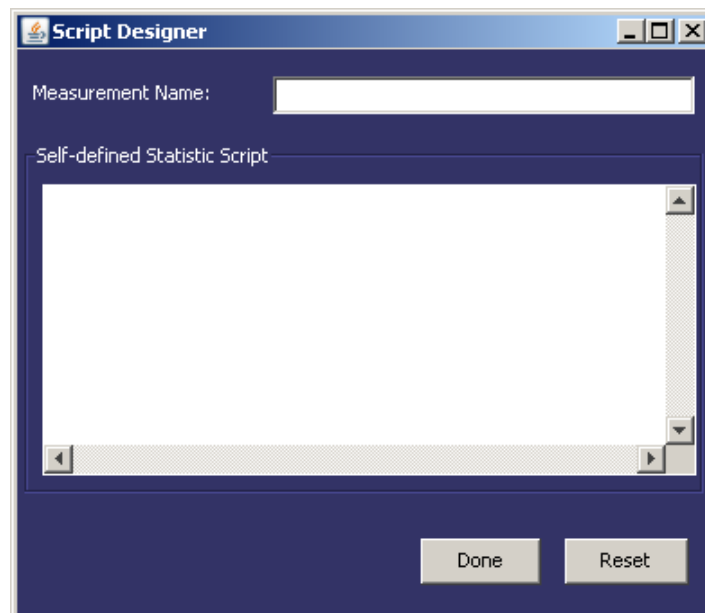 Script Designer
Measurement Name:
Self-defined Statistic Script
Done
Reset